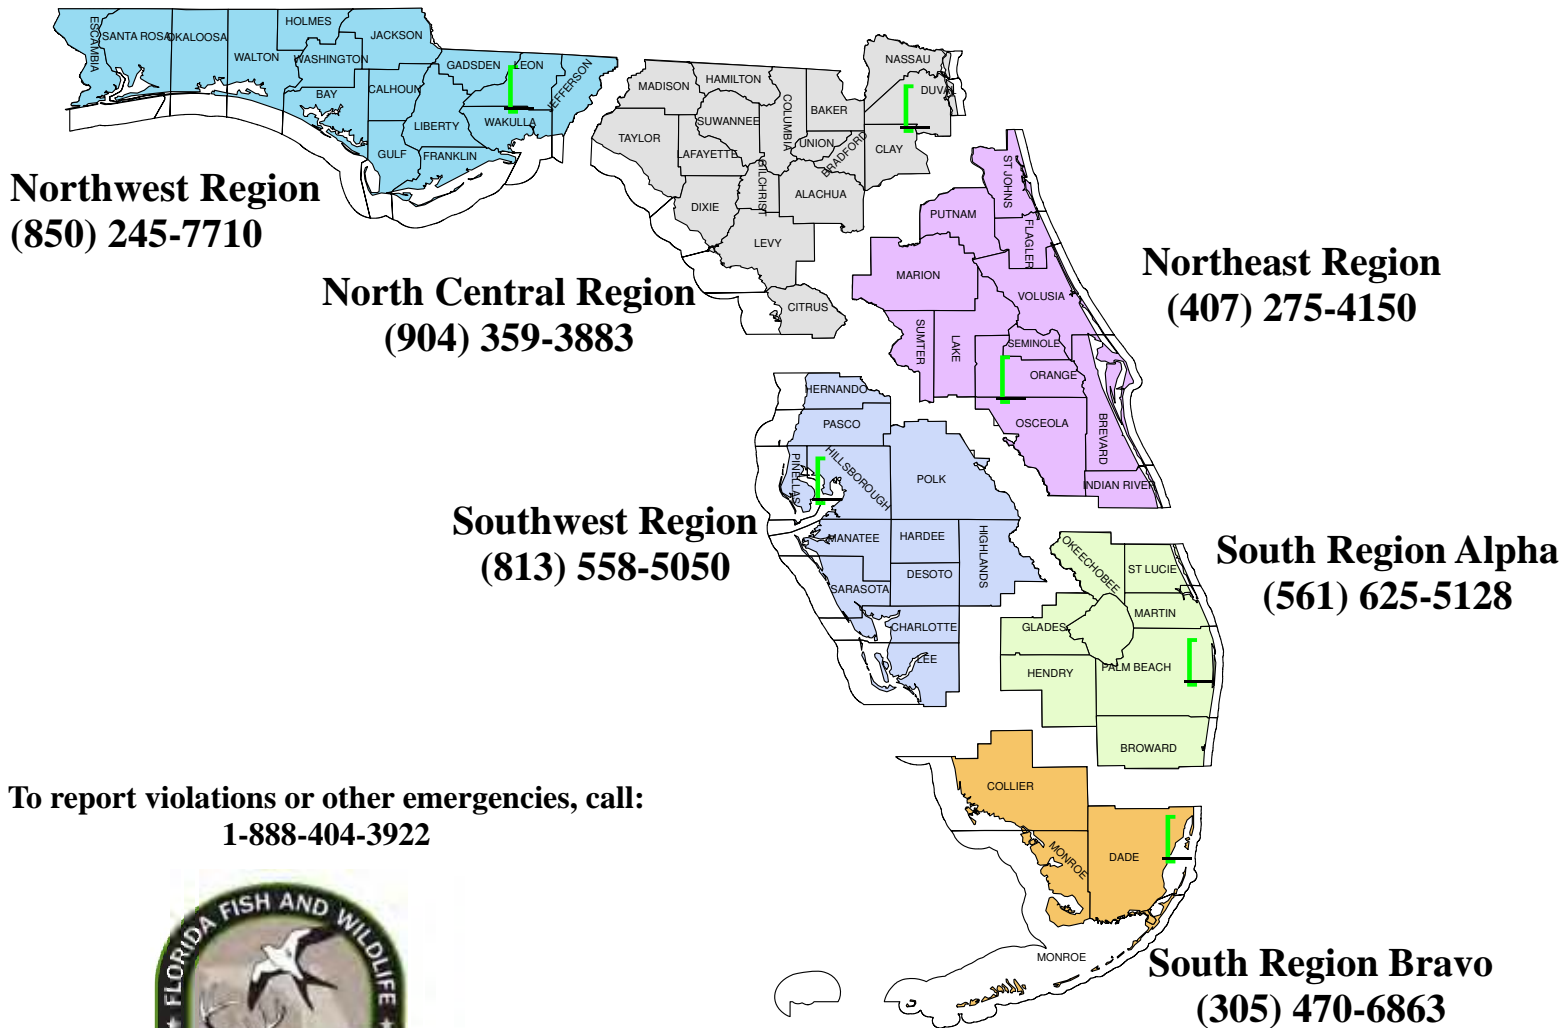 ESCAMBIA
SANTA ROSA
OKALOOSA
WALTON
HOLMES
WASHINGTON
JACKSON
BAY
CALHOUN
GULF
LIBERTY
FRANKLIN
GADSDEN
LEON
WAKULLA
JEFFERSON
Northwest Region
(850) 245-7710
MADISON
HAMILTON
TAYLOR
SUWANNEE
LAFAYETTE
COLUMBIA
BAKER
NASSAU
DUVAL
UNION
BRADFORD
CLAY
GILCHRIST
ALACHUA
DIXIE
LEVY
CITRUS
North Central Region
(904) 359-3883
ST JOHNS
PUTNAM
FLAGLER
MARION
VOLUSIA
SUMTER
LAKE
SEMINOLE
ORANGE
OSCEOLA
BREVARD
INDIAN RIVER
Northeast Region
(407) 275-4150
HERNANDO
PASCO
PINELLAS
HILLSBOROUGH
POLK
MANATEE
HARDEE
HIGHLANDS
SARASOTA
DESOTO
CHARLOTTE
LEE
Southwest Region
(813) 558-5050
OKEECHOBEE
ST LUCIE
MARTIN
GLADES
HENDRY
PALM BEACH
BROWARD
South Region Alpha
(561) 625-5128
COLLIER
MONROE
DADE
MONROE
South Region Bravo
(305) 470-6863
To report violations or other emergencies, call:
1-888-404-3922
FLORIDA FISH AND WILDLIFE